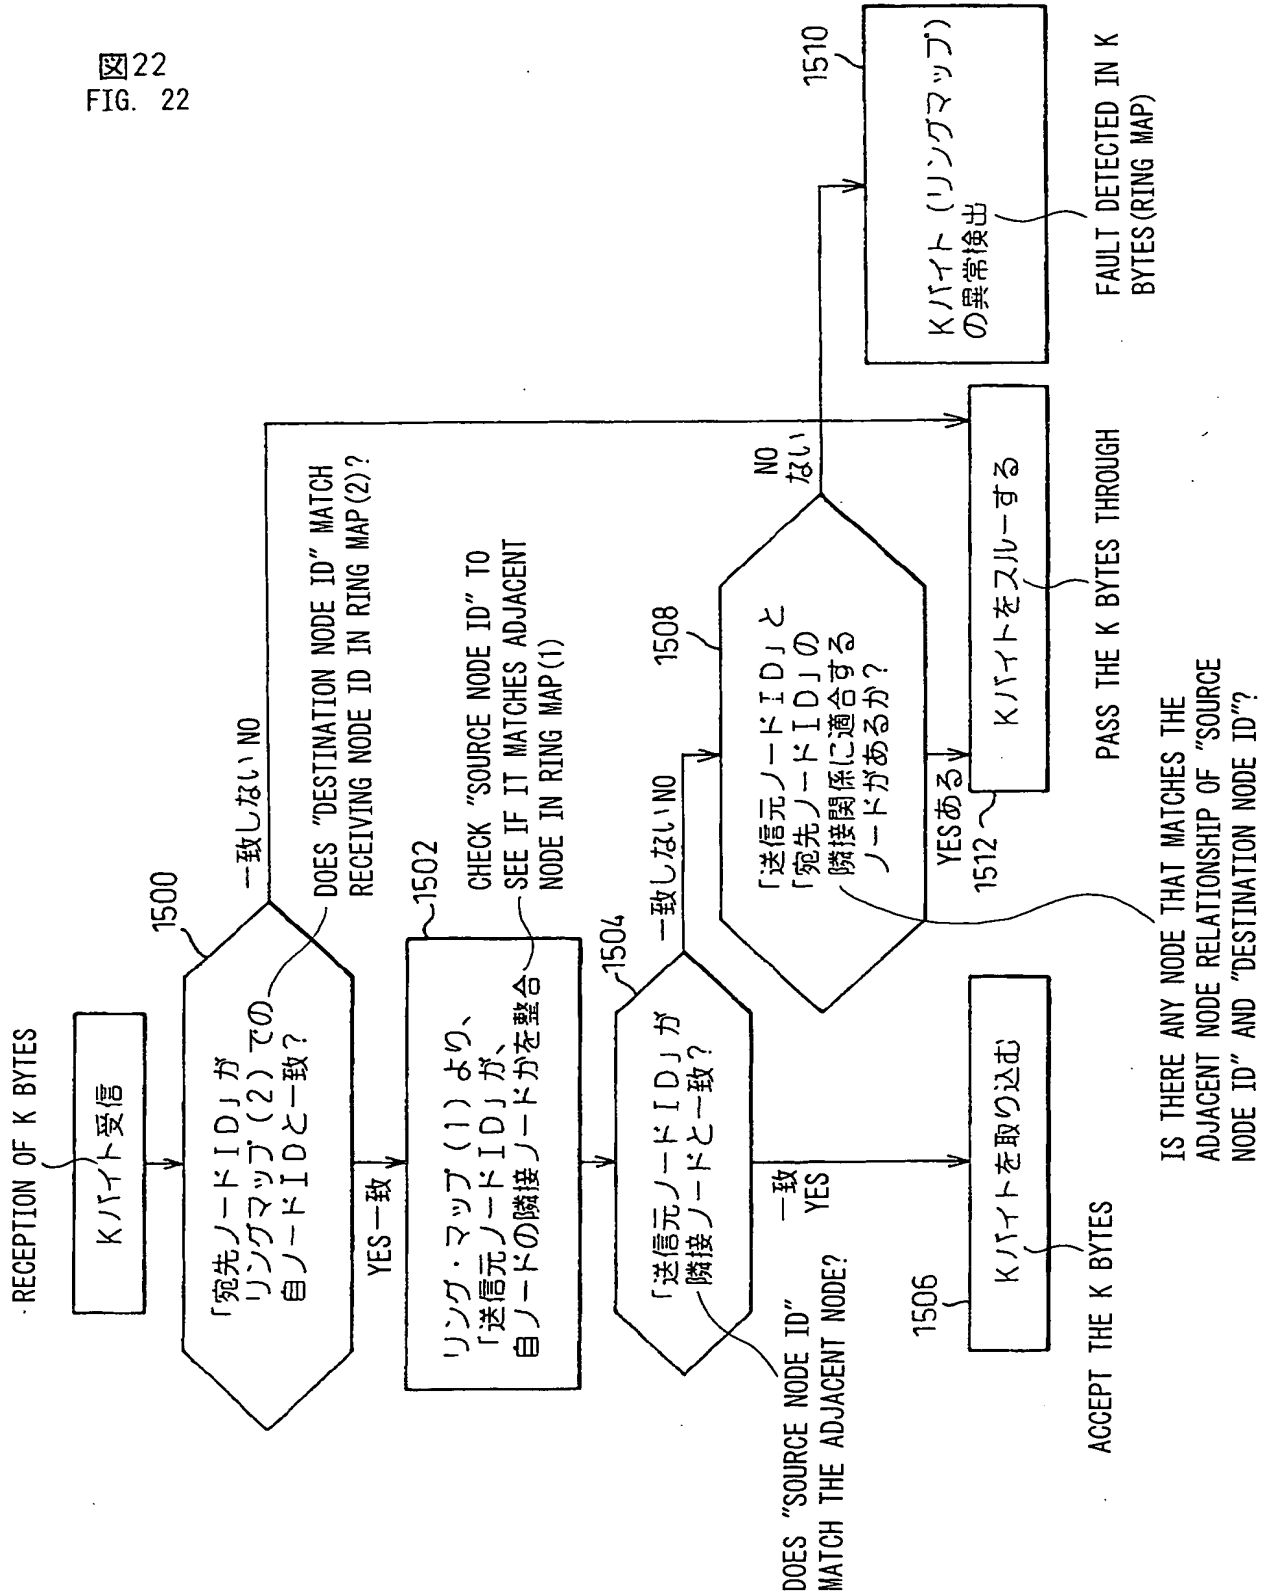 図22
FIG. 22
RECEPTION OF K BYTES
Kバイト受信
1500
「宛先ノードID」が
リングマップ(2)での
自ノードIDと一致?
DOES "DESTINATION NODE ID" MATCH
RECEIVING NODE ID IN RING MAP(2)?
一致しないNO
YES一致
1502
リング・マップ(1)より、
「送信元ノードID」が、
自ノードの隣接ノードかを整合
CHECK "SOURCE NODE ID" TO
SEE IF IT MATCHES ADJACENT
NODE IN RING MAP(1)
1504
「送信元ノードID」が
隣接ノードと一致?
一致しないNO
一致
YES
DOES "SOURCE NODE ID"
MATCH THE ADJACENT NODE?
1508
「送信元ノードID」と
「宛先ノードID」の
隣接関係に適合する
ノードがあるか?
NO
ない
YESある
IS THERE ANY NODE THAT MATCHES THE
ADJACENT NODE RELATIONSHIP OF "SOURCE
NODE ID" AND "DESTINATION NODE ID"?
1506
Kバイトを取り込む
ACCEPT THE K BYTES
1512
Kバイトをスルーする
PASS THE K BYTES THROUGH
1510
Kバイト(リングマップ)
の異常検出
FAULT DETECTED IN K
BYTES(RING MAP)